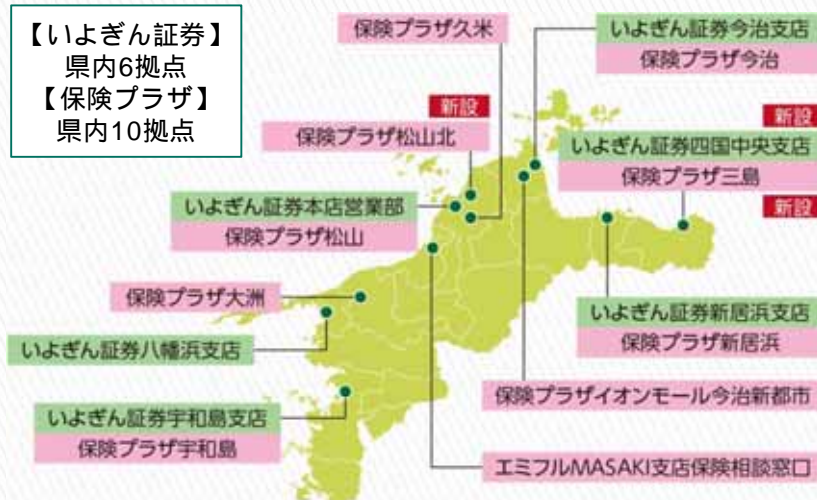 【いよぎん証券】
県内6拠点
【保険プラザ】
県内10拠点
保険プラザ久米
いよぎん証券今治支店
保険プラザ今治
新設
保険プラザ松山北
新設
いよぎん証券四国中央支店
保険プラザ三島
新設
いよぎん証券本店営業部
保険プラザ松山
保険プラザ大洲
いよぎん証券新居浜支店
保険プラザ新居浜
いよぎん証券八幡浜支店
保険プラザイオンモール今治新都市
いよぎん証券宇和島支店
保険プラザ宇和島
エミフルMASAKI支店保険相談窓口